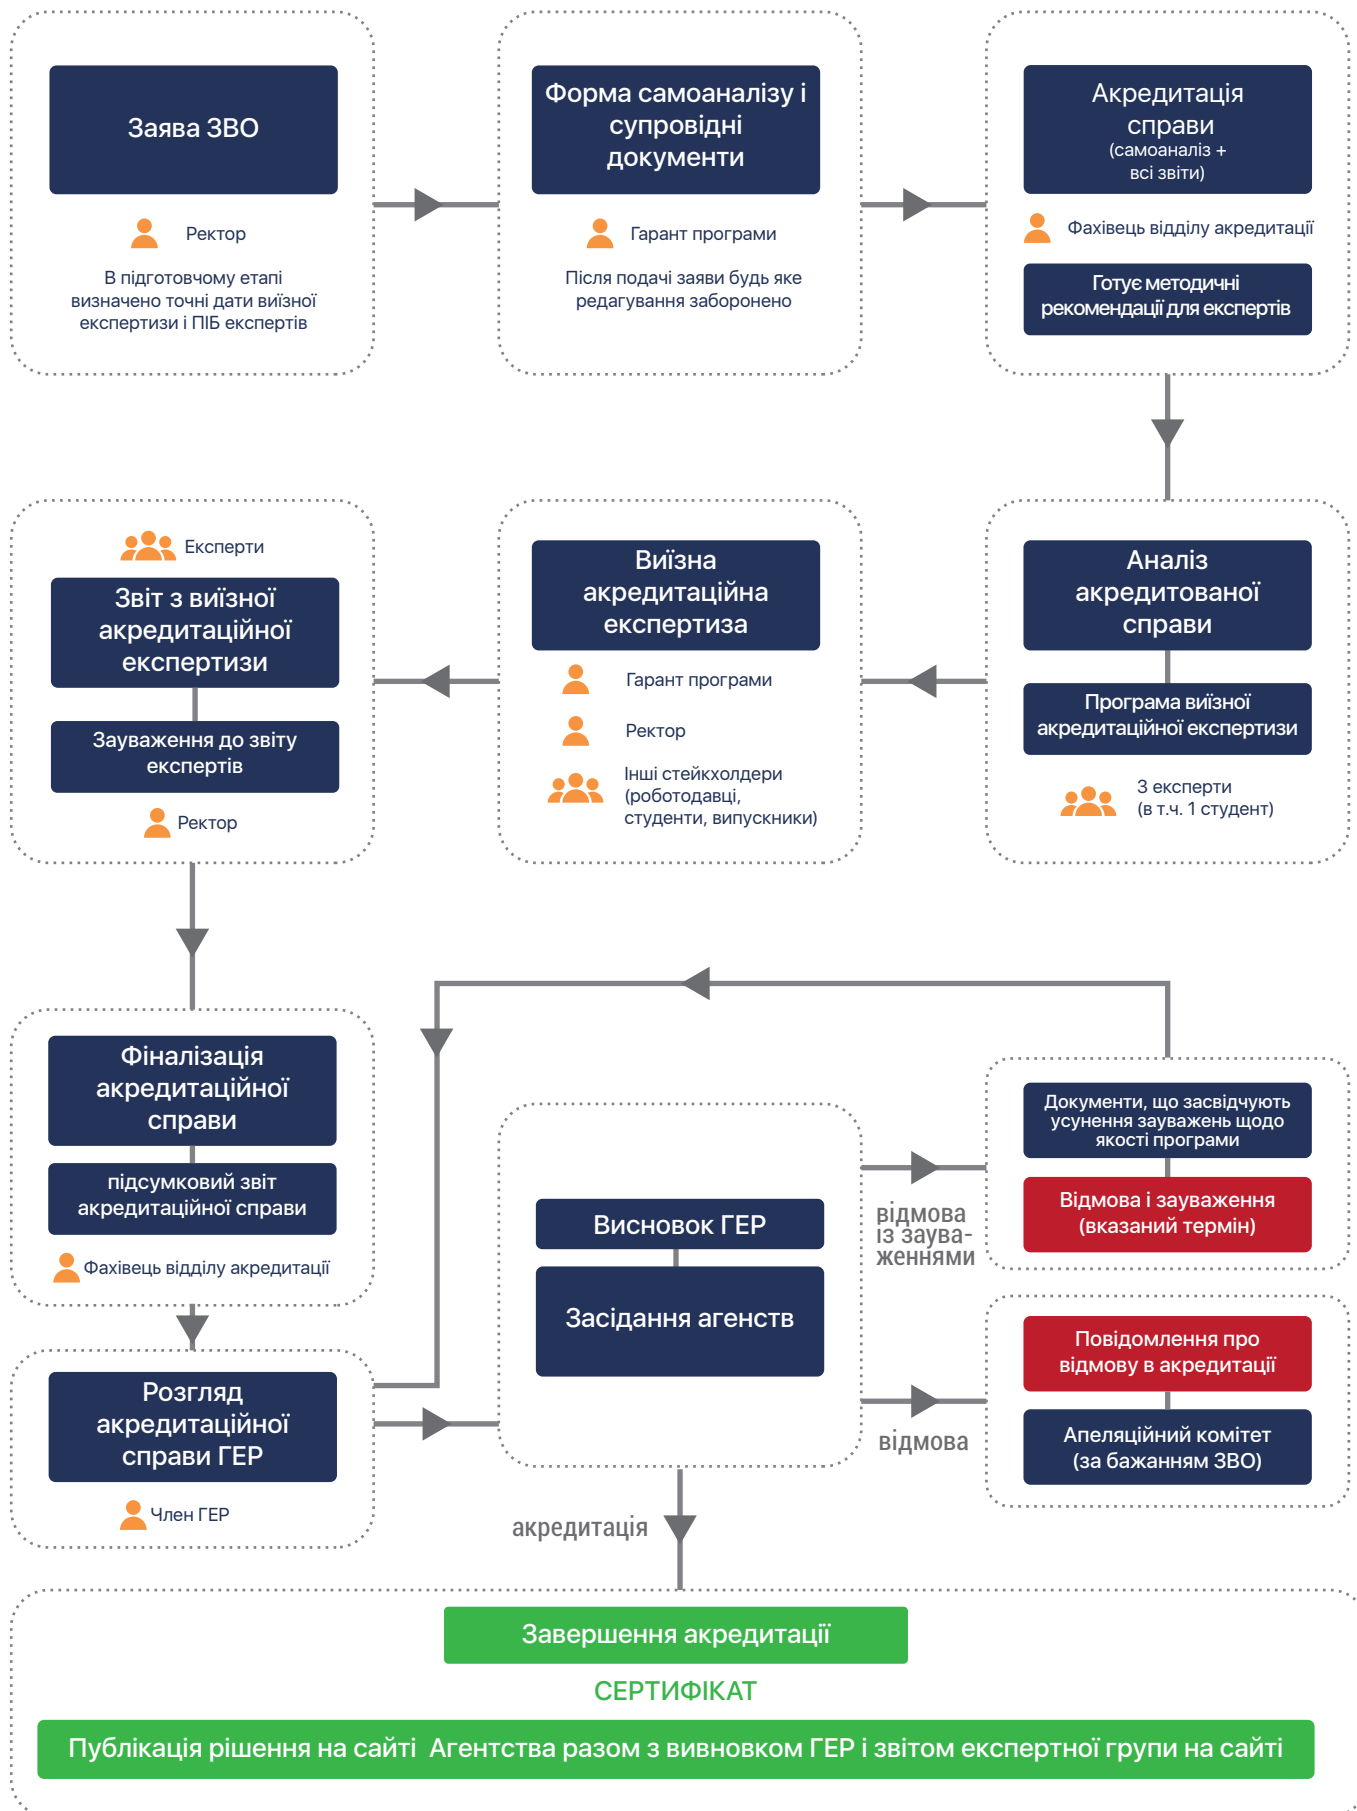 Заява ЗВО
Ректор
В підготовчому етапі
визначено точні дати виїзної
експертизи і ПІБ експертів
Форма самоаналізу і
супровідні
документи
Гарант програми
Після подачі заяви будь яке
редагування заборонено
Акредитація
справи
(самоаналіз +
всі звіти)
Фахівець відділу акредитації
Готує методичні
рекомендації для експертів
Аналіз
акредитованої
справи
Програма виїзної
акредитаційної експертизи
3 експерти
(в т.ч. 1 студент)
Виїзна
акредитаційна
експертиза
Гарант програми
Ректор
Інші стейкхолдери
(роботодавці,
студенти, випускники)
Експерти
Звіт з виїзної
акредитаційної
експертизи
Зауваження до звіту
експертів
Ректор
Фіналізація
акредитаційної
справи
підсумковий звіт
акредитаційної справи
Фахівець відділу акредитації
Розгляд
акредитаційної
справи ГЕР
Член ГЕР
Висновок ГЕР
Засідання агенств
відмова
із заува-
женнями
Документи, що засвідчують
усунення зауважень щодо
якості програми
Відмова і зауваження
(вказаний термін)
відмова
Повідомлення про
відмову в акредитації
Апеляційний комітет
(за бажанням ЗВО)
акредитація
Завершення акредитації
СЕРТИФІКАТ
Публікація рішення на сайті Агентства разом з вивновком ГЕР і звітом експертної групи на сайті